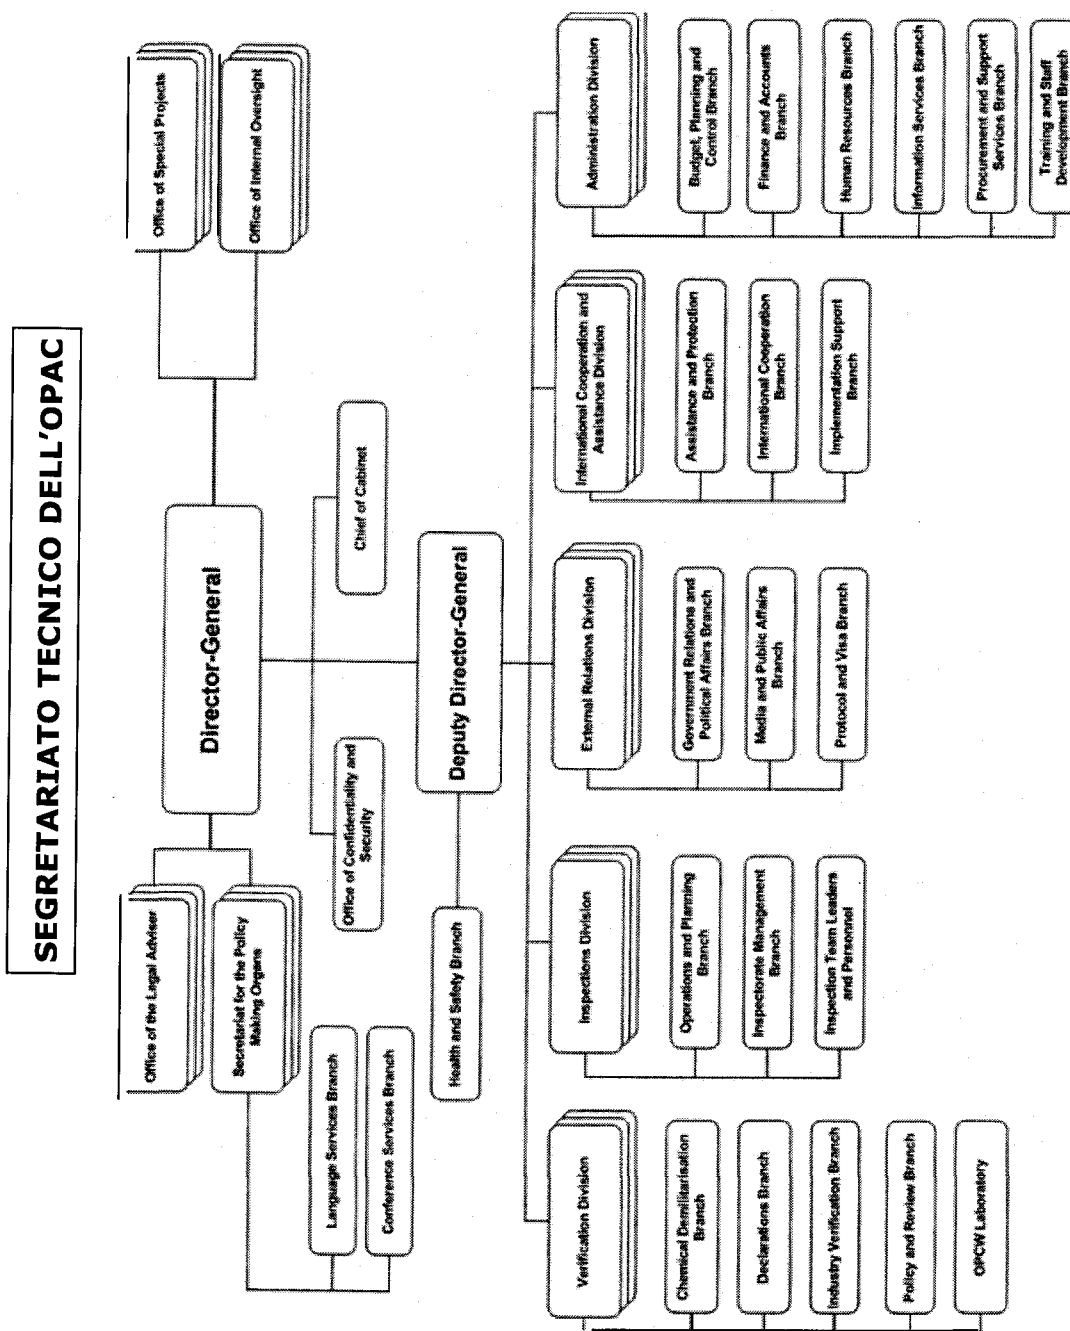 SEGRETARIATO TECNICO DELL'OPAC
Office of the Legal Adviser
Secretariat for the Policy
Making Organs
Language Services Branch
Conference Services Branch
Director-General
Office of Special Projects
Office of Internal Oversight
Office of Confidentiality and
Security
Chief of Cabinet
Health and Safety Branch
Deputy Director-General
Verification Division
Chemical Demilitarisation
Branch
Declarations Branch
Industry Verification Branch
Policy and Review Branch
OPCW Laboratory
Inspections Division
Operations and Planning
Branch
Inspectorate Management
Branch
Inspection Team Leaders
and Personnel
External Relations Division
Government Relations and
Political Affairs Branch
Media and Public Affairs
Branch
Protocol and Visa Branch
International Cooperation and
Assistance Division
Assistance and Protection
Branch
International Cooperation
Branch
Implementation Support
Branch
Administration Division
Budget, Planning and
Control Branch
Finance and Accounts
Branch
Human Resources Branch
Information Services Branch
Procurement and Support
Services Branch
Training and Staff
Development Branch